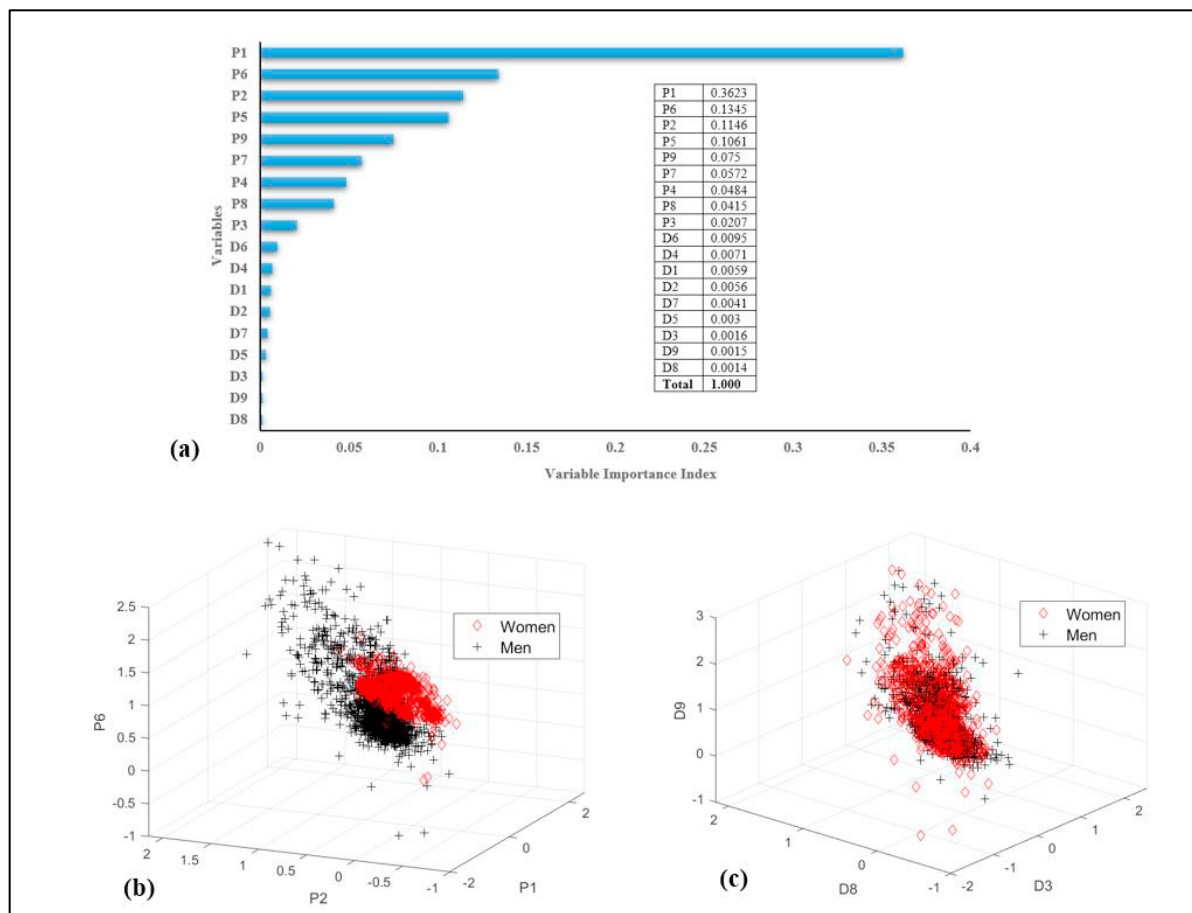 P1
P6
P2
P5
P9
P7
P4
P8
P3
D6
D4
D1
D2
D7
D5
D3
D9
D8
Variables
0 0.05 0.1 0.15 0.2 0.25 0.3 0.35 0.4
Variable Importance Index
(a)
P1 0.3623
P6 0.1345
P2 0.1146
P5 0.1061
P9 0.075
P7 0.0572
P4 0.0484
P8 0.0415
P3 0.0207
D6 0.0095
D4 0.0071
D1 0.0059
D2 0.0056
D7 0.0041
D5 0.003
D3 0.0016
D9 0.0015
D8 0.0014
Total 1.000
2.5
2
1.5
1
0.5
0
-0.5
-1
P6
2 1.5 1 0.5 0 -0.5 -1
P2
-2 0 2
P1
Women
Men
(b)
3
2
1
0
-1
D9
2 1 0 -1
D8
-2 -1 0 1 2
D3
Women
Men
(c)